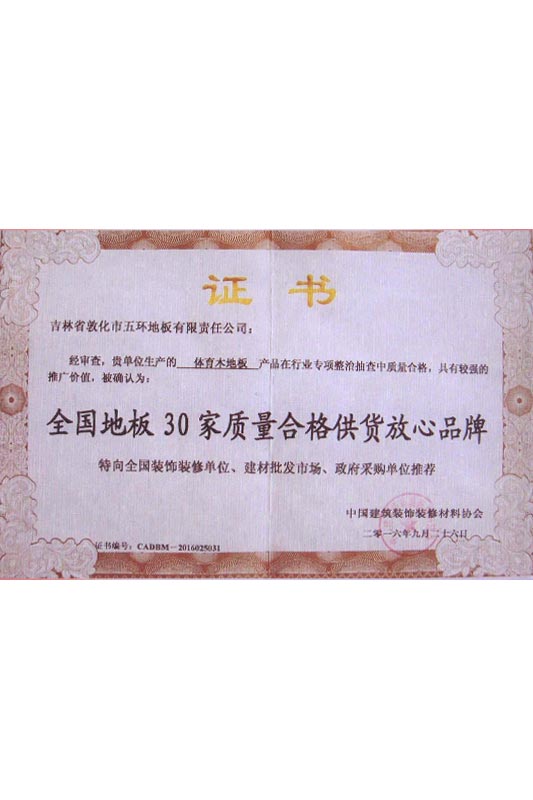 证书
吉林省敦化市五环地板有限责任公司：
经审查，贵单位生产的 体育木地板 产品在行业专项整治抽查中质量合格，具有较强的
推广价值，被确认为：
全国地板30家质量合格供货放心品牌
特向全国装饰装修单位、建材批发市场、政府采购单位推荐
中国建筑装饰装修材料协会
二零一六年九月二十六日
证书编号：CADBM－2016025031